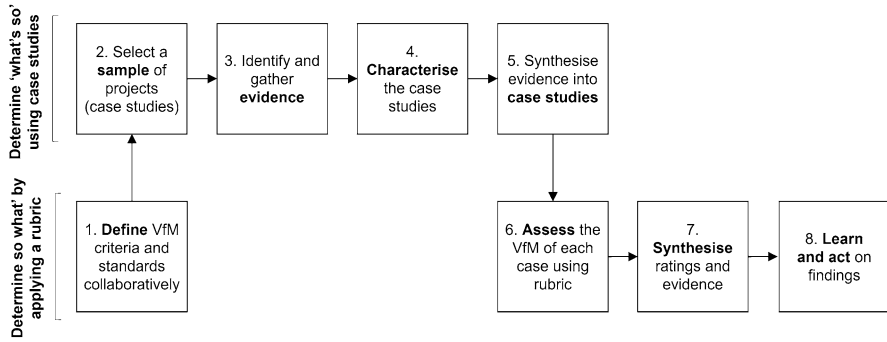 Determine 'what's so'
using case studies
2. Select a
sample of
projects
(case studies)
3. Identify and
gather
evidence
4.
Characterise
the case
studies
5. Synthesise
evidence into
case studies
Determine so what' by
applying a rubric
1. Define VfM
criteria and
standards
collaboratively
6. Assess the
VfM of each
case using
rubric
7.
Synthesise
ratings and
evidence
8. Learn
and act on
findings